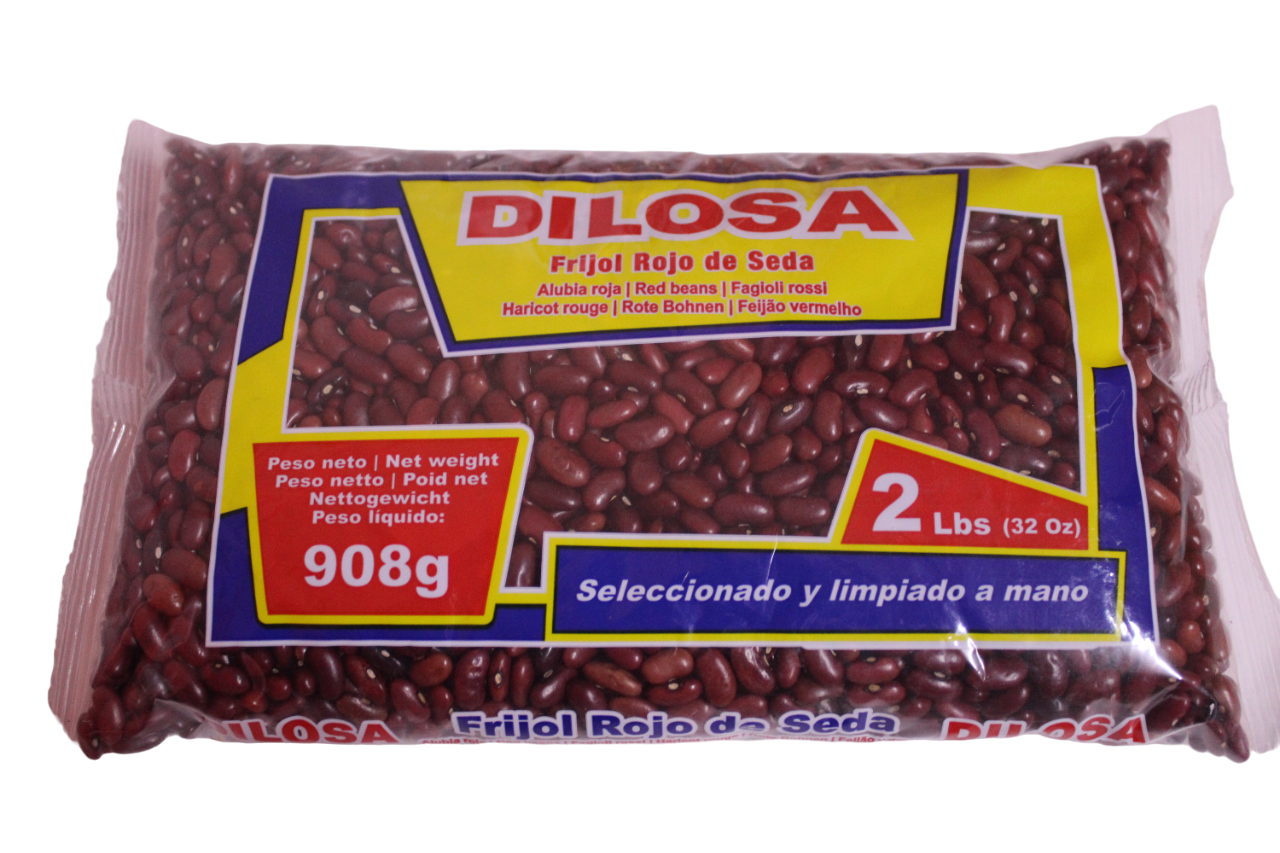 DILOSA
Frijol Rojo de Seda
Alubia roja | Red beans | Fagioli rossi
Haricot rouge | Rote Bohnen | Feijão vermelho
Peso neto | Net weight
Peso netto | Poid net
Nettogewicht
Peso líquido:
908g
2 Lbs (32 Oz)
Seleccionado y limpiado a mano
DILOSA Frijol Rojo de Seda DILOSA